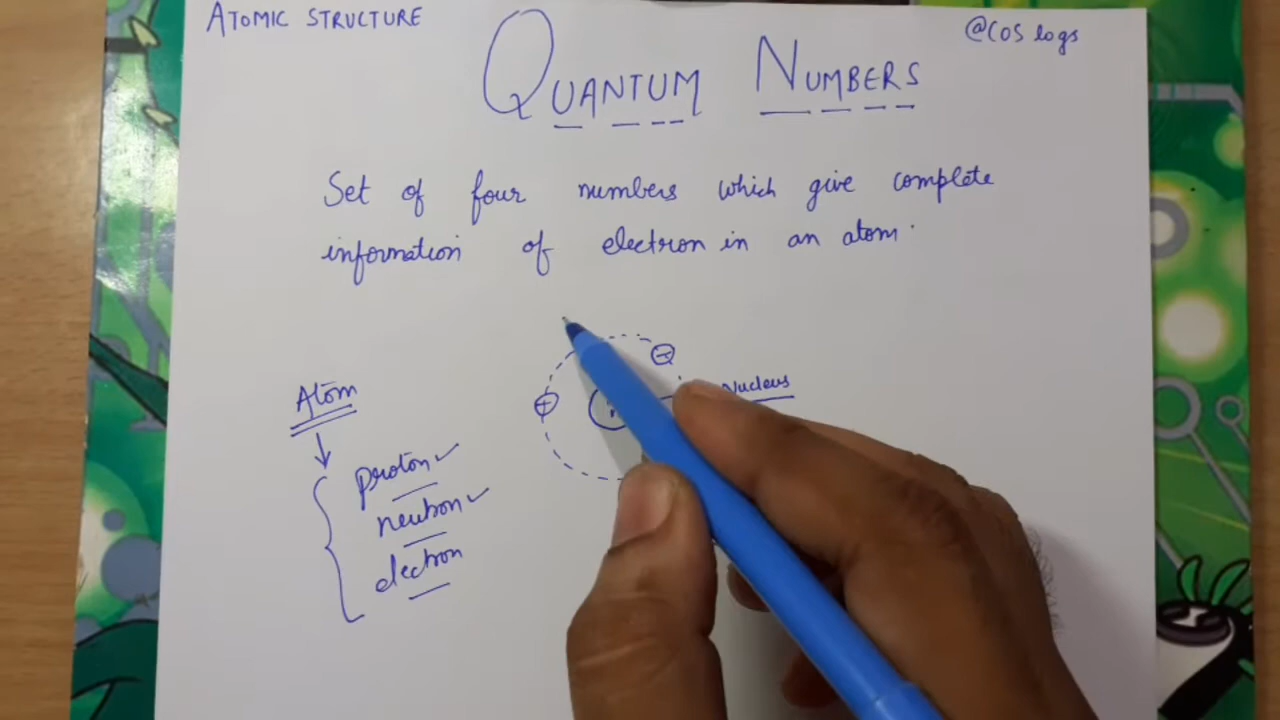 ATOMIC STRUCTURE
@COS logs
QUANTUM NUMBERS
Set of four numbers which give complete
information of electron in an atom.
Nucleus
Atom
proton
neutron
electron